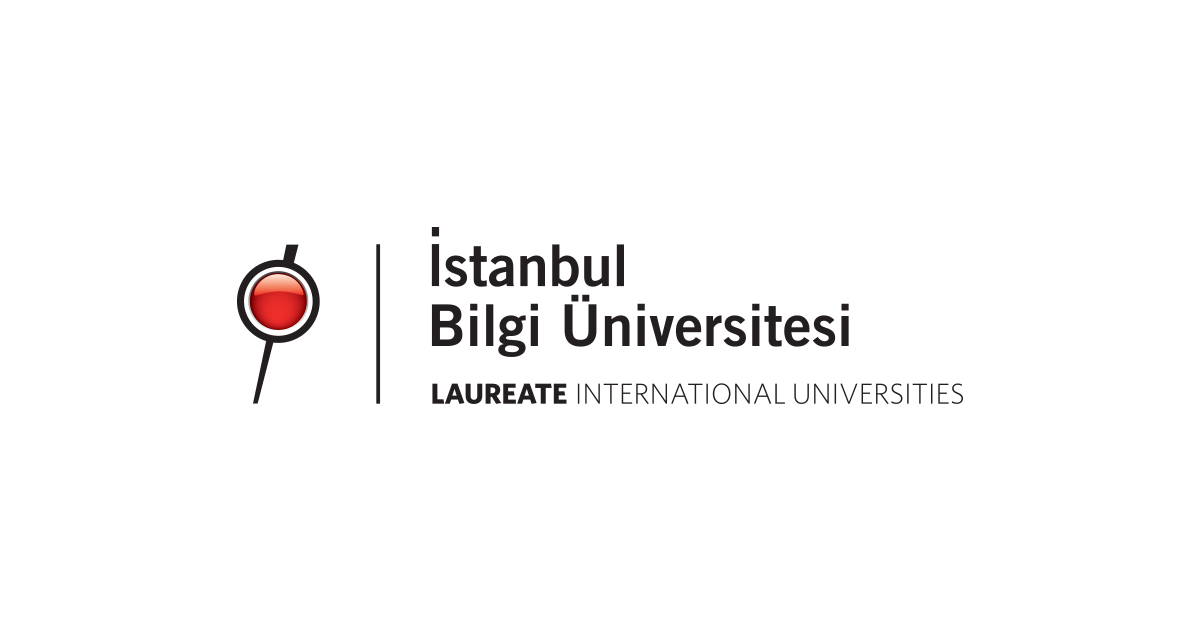 İstanbul
Bilgi Üniversitesi
LAUREATE INTERNATIONAL UNIVERSITIES